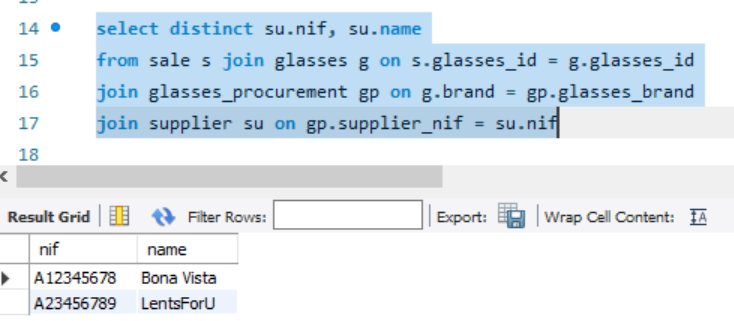 14 select distinct su.nif, su.name
15 from sale s join glasses g on s.glasses_id = g.glasses_id
16 join glasses_procurement gp on g.brand = gp.glasses_brand
17 join supplier su on gp.supplier_nif = su.nif
18
Result Grid Filter Rows: Export: Wrap Cell Content: IA
nif name
A12345678 Bona Vista
A23456789 LentsForU